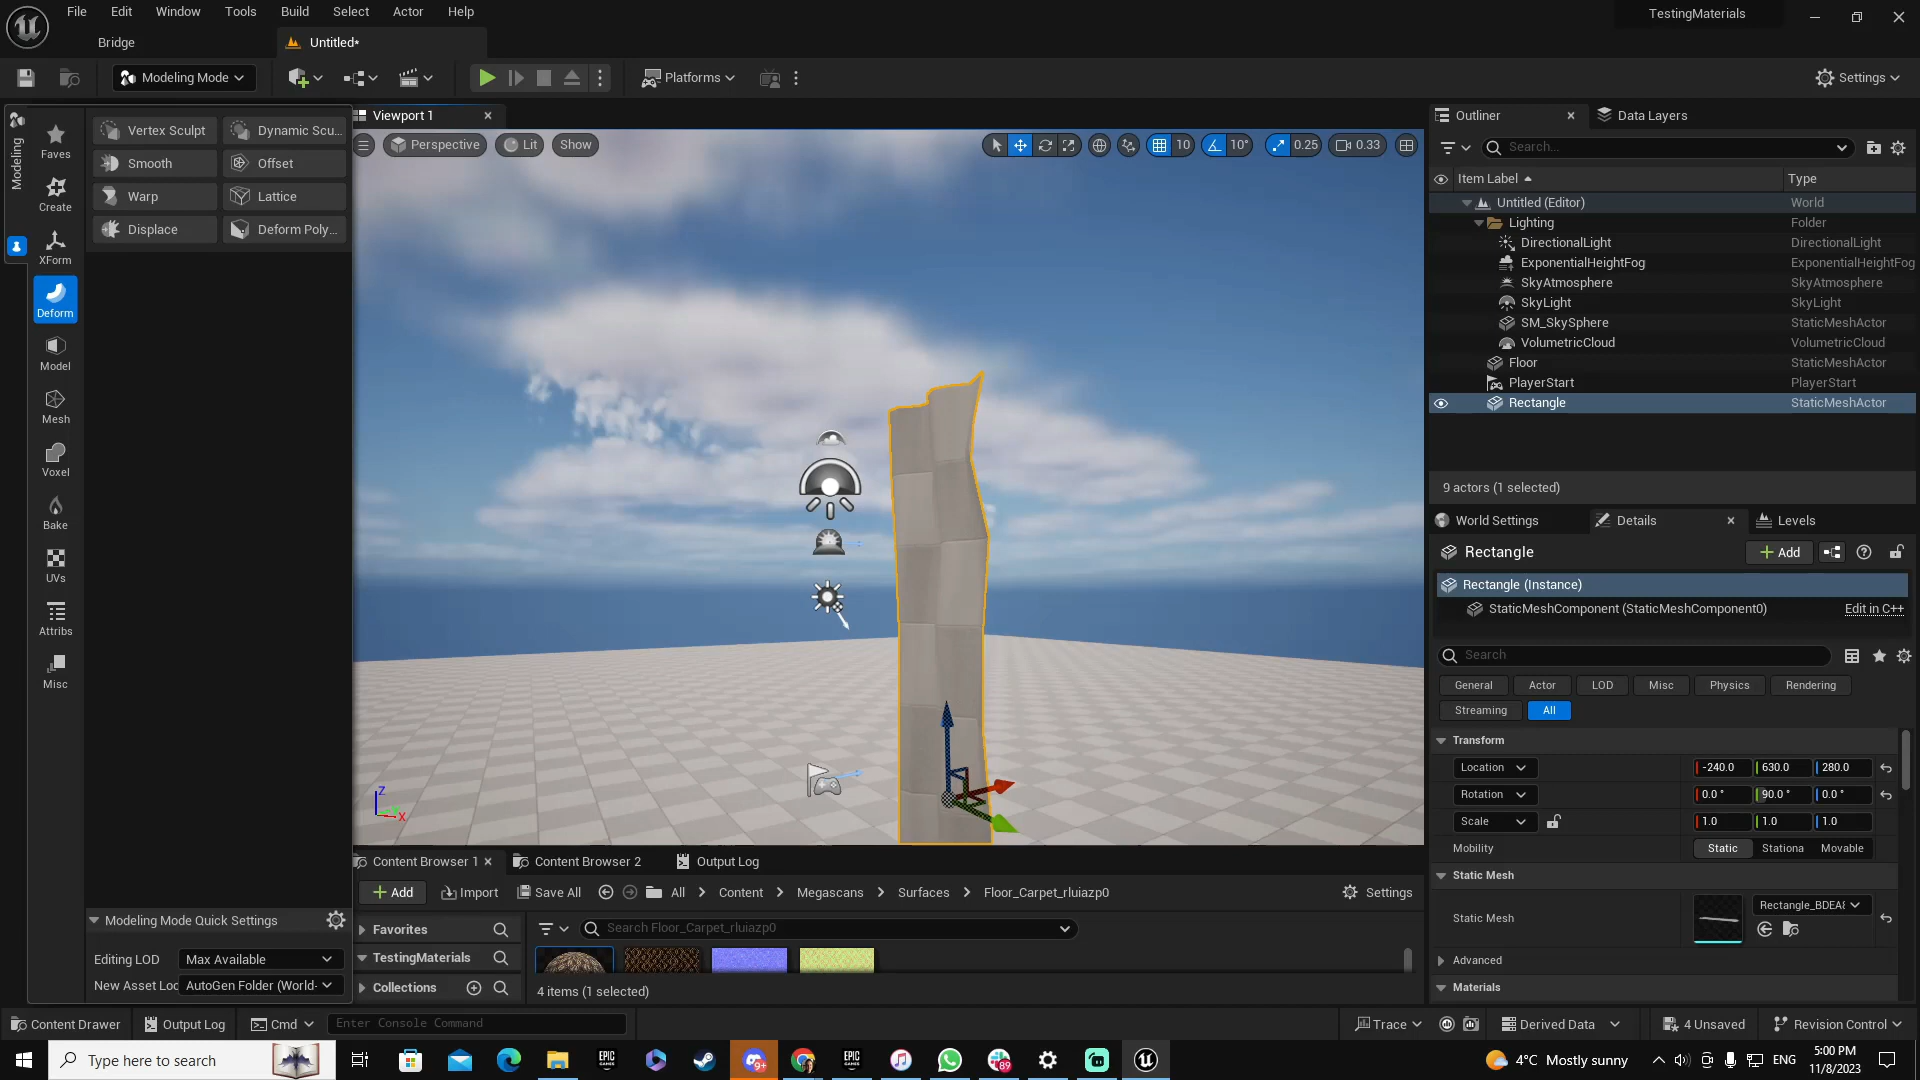 File Edit Window Tools Build Select Actor Help
TestingMaterials
Bridge
Untitled*
Modeling Mode
Platforms
Settings
Modeling
Faves
Create
XForm
Deform
Model
Mesh
Voxel
Bake
UVs
Attribs
Misc
Vertex Sculpt Dynamic Scu...
Smooth Offset
Warp Lattice
Displace Deform Poly...
Modeling Mode Quick Settings
Editing LOD Max Available
New Asset Loc AutoGen Folder (World-
Viewport 1
Perspective Lit Show
10 10° 0.25 0.33
Z
X
Content Browser 1 Content Browser 2 Output Log
Add Import Save All All Content Megascans Surfaces Floor_Carpet_rluiazp0 Settings
Favorites
Search Floor_Carpet_rluiazp0
TestingMaterials
Collections
4 items (1 selected)
Outliner Data Layers
Search...
Item Label Type
Untitled (Editor) World
Lighting Folder
DirectionalLight DirectionalLight
ExponentialHeightFog ExponentialHeightFog
SkyAtmosphere SkyAtmosphere
SkyLight SkyLight
SM_SkySphere StaticMeshActor
VolumetricCloud VolumetricCloud
Floor StaticMeshActor
PlayerStart PlayerStart
Rectangle StaticMeshActor
9 actors (1 selected)
World Settings Details Levels
Rectangle Add
Rectangle (Instance)
StaticMeshComponent (StaticMeshComponent0) Edit in C++
Search
General Actor LOD Misc Physics Rendering
Streaming All
Transform
Location -240.0 630.0 280.0
Rotation 0.0 ° 90.0 ° 0.0 °
Scale 1.0 1.0 1.0
Mobility Static Stationa Movable
Static Mesh
Static Mesh
Advanced
Materials
Content Drawer Output Log Cmd Enter Console Command Trace Derived Data 4 Unsaved Revision Control
Type here to search
EPIC GAMES
9+
EPIC GAMES
89
4°C Mostly sunny
ENG
5:00 PM
11/8/2023